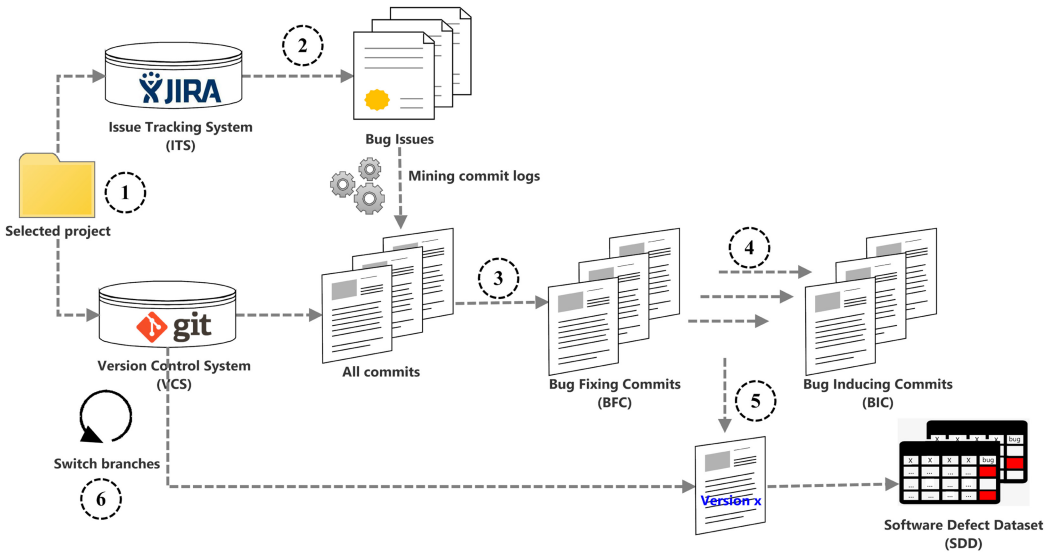 2
JIRA
Issue Tracking System
(ITS)
Bug Issues
1
Mining commit logs
Selected project
3
4
git
Version Control System
(VCS)
All commits
Bug Fixing Commits
(BFC)
Bug Inducing Commits
(BIC)
5
Switch branches
6
Version x
X X X X bug
X X X X bug
... ... ... ...
... ... ... ...
... ... ... ...
Software Defect Dataset
(SDD)